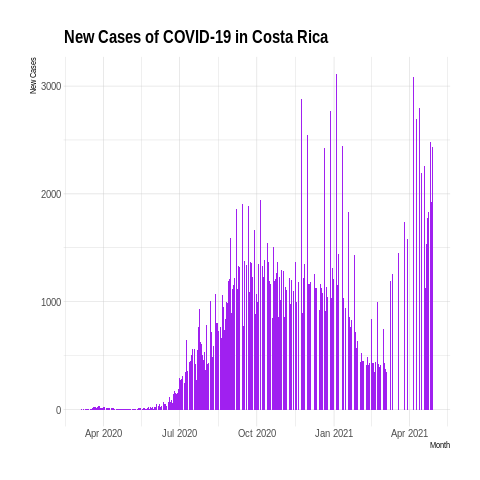 New Cases of COVID-19 in Costa Rica
New Cases
3000
2000
1000
0
Apr 2020
Jul 2020
Oct 2020
Jan 2021
Apr 2021
Month